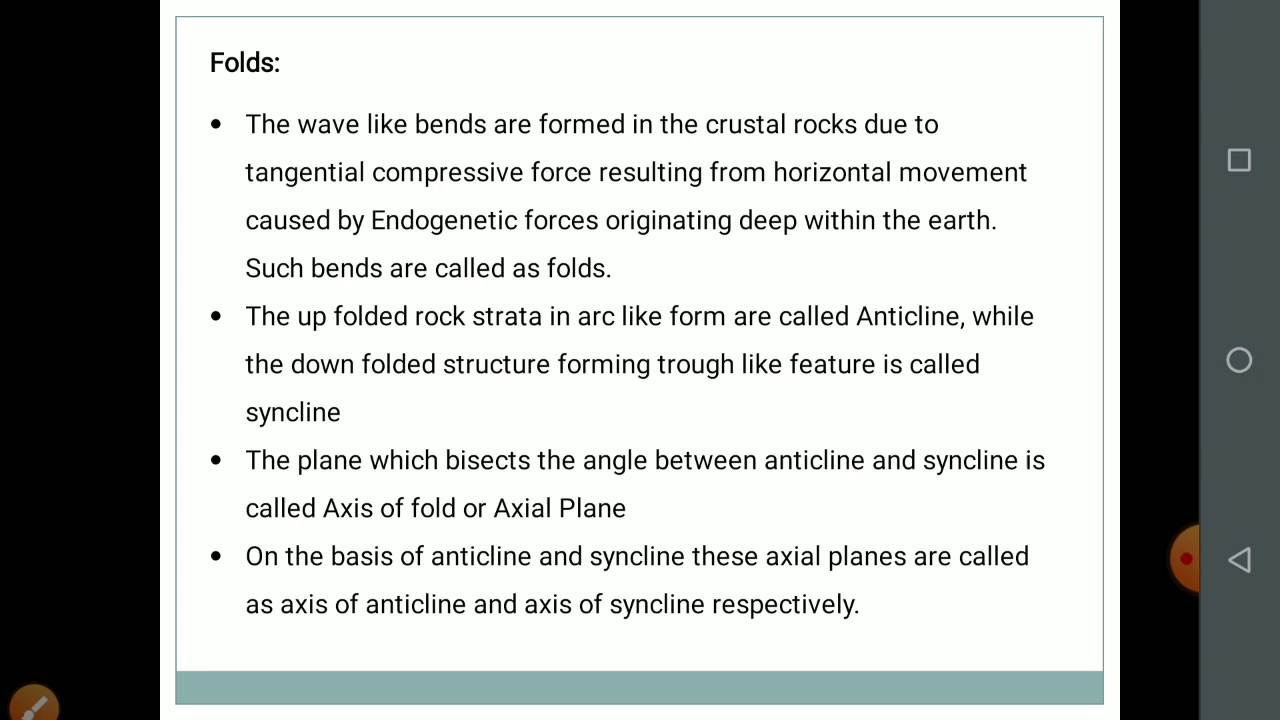 Folds:
• The wave like bends are formed in the crustal rocks due to
tangential compressive force resulting from horizontal movement
caused by Endogenetic forces originating deep within the earth.
Such bends are called as folds.
• The up folded rock strata in arc like form are called Anticline, while
the down folded structure forming trough like feature is called
syncline
• The plane which bisects the angle between anticline and syncline is
called Axis of fold or Axial Plane
• On the basis of anticline and syncline these axial planes are called
as axis of anticline and axis of syncline respectively.